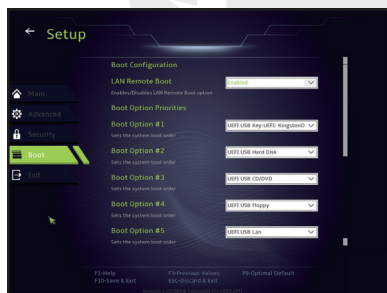 ← Setup
Boot Configuration
LAN Remote Boot
Enabled
Enables/Disables LAN Remote Boot option
Boot Option Priorities
Boot Option #1
UEFI USB Key:UEFI: KingstonD
Sets the system boot order
Boot Option #2
UEFI USB Hard Disk
Sets the system boot order
Boot Option #3
UEFI USB CD/DVD
Sets the system boot order
Boot Option #4
UEFI USB Floppy
Sets the system boot order
Boot Option #5
UEFI USB Lan
Sets the system boot order
Main
Advanced
Security
Boot
Exit
F1-Help
F3-Previous Values
F9-Optimal Default
F10-Save & Exit
ESC-Discard & Exit